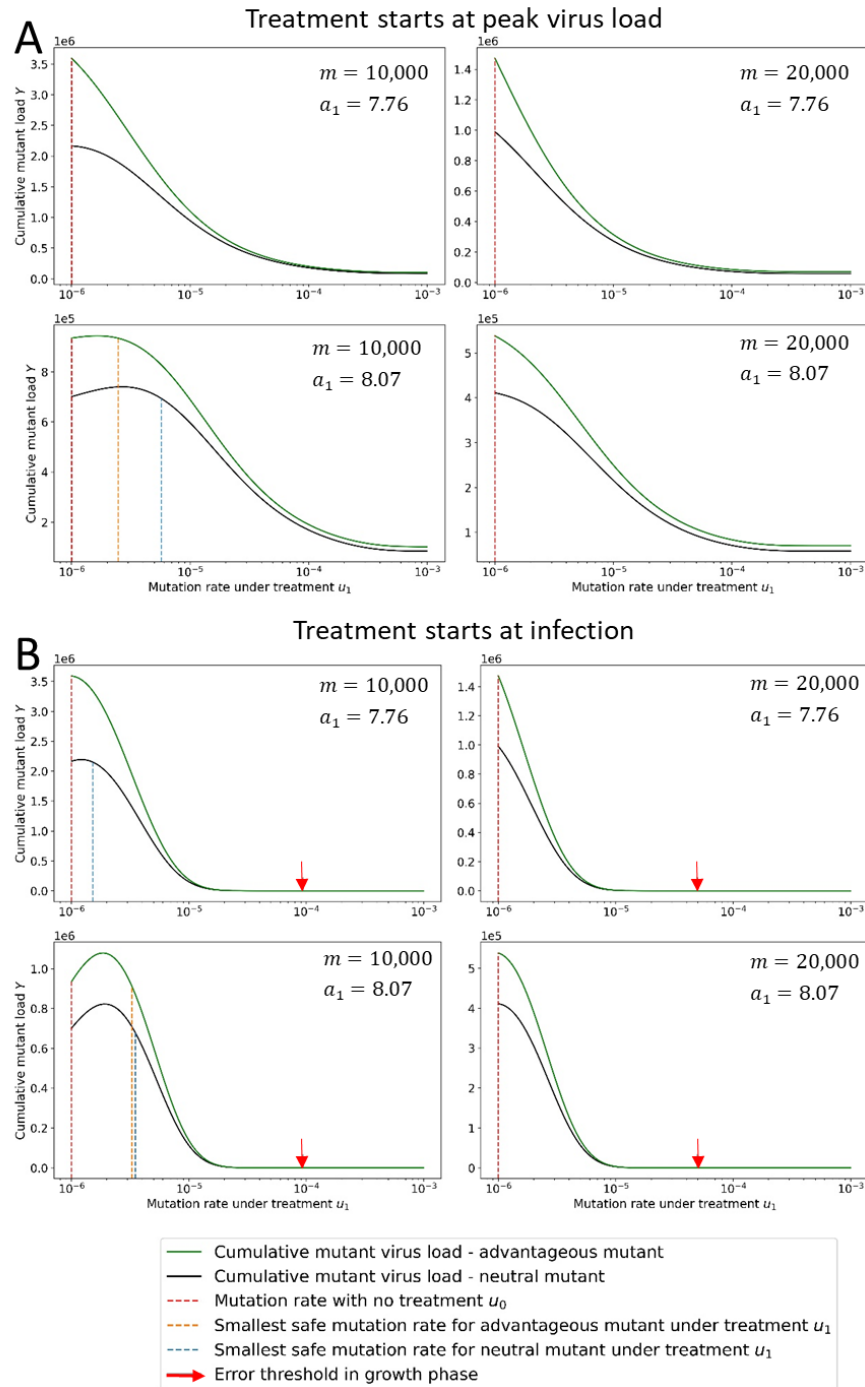 A
Treatment starts at peak virus load
1e6
1e6
Cumulative mutant load Y
3.5
3.0
2.5
2.0
1.5
1.0
0.5
0.0
m = 10,000
a₁ = 7.76
10⁻⁶
10⁻⁵
10⁻⁴
10⁻³
1.4
1.2
1.0
0.8
0.6
0.4
0.2
0.0
m = 20,000
a₁ = 7.76
10⁻⁶
10⁻⁵
10⁻⁴
10⁻³
1e5
1e5
Cumulative mutant load Y
8
6
4
2
m = 10,000
a₁ = 8.07
10⁻⁶
10⁻⁵
10⁻⁴
10⁻³
Mutation rate under treatment u₁
5
4
3
2
1
m = 20,000
a₁ = 8.07
10⁻⁶
10⁻⁵
10⁻⁴
10⁻³
Mutation rate under treatment u₁
B
Treatment starts at infection
1e6
1e6
Cumulative mutant load Y
3.5
3.0
2.5
2.0
1.5
1.0
0.5
0.0
m = 10,000
a₁ = 7.76
10⁻⁶
10⁻⁵
10⁻⁴
10⁻³
1.4
1.2
1.0
0.8
0.6
0.4
0.2
0.0
m = 20,000
a₁ = 7.76
10⁻⁶
10⁻⁵
10⁻⁴
10⁻³
1e6
1e5
Cumulative mutant load Y
1.0
0.8
0.6
0.4
0.2
0.0
m = 10,000
a₁ = 8.07
10⁻⁶
10⁻⁵
10⁻⁴
10⁻³
Mutation rate under treatment u₁
5
4
3
2
1
0
m = 20,000
a₁ = 8.07
10⁻⁶
10⁻⁵
10⁻⁴
10⁻³
Mutation rate under treatment u₁
Cumulative mutant virus load - advantageous mutant
Cumulative mutant virus load - neutral mutant
Mutation rate with no treatment u₀
Smallest safe mutation rate for advantageous mutant under treatment u₁
Smallest safe mutation rate for neutral mutant under treatment u₁
Error threshold in growth phase